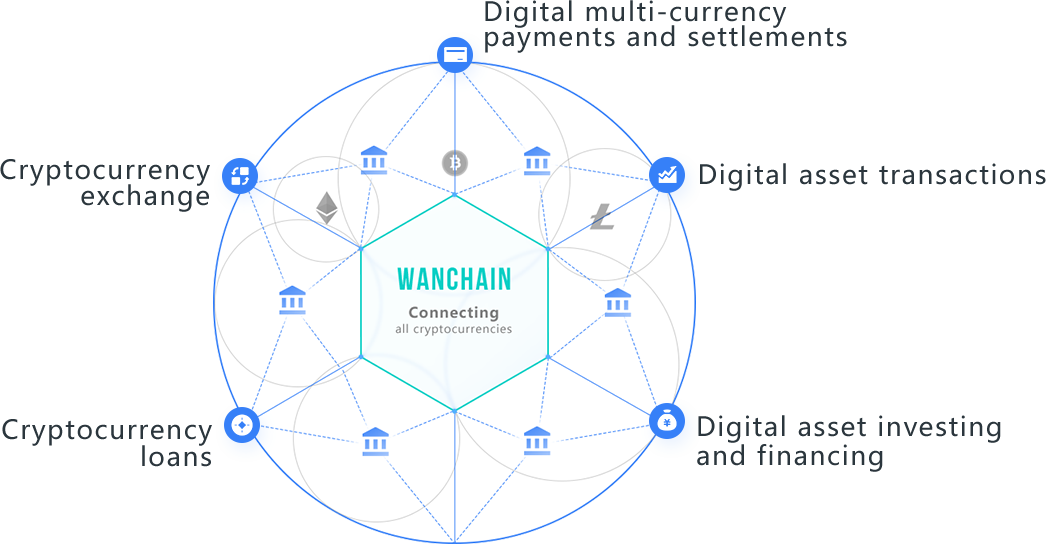 Digital multi-currency
payments and settlements
Cryptocurrency
exchange
Digital asset transactions
WANCHAIN
Connecting
all cryptocurrencies
Cryptocurrency
loans
Digital asset investing
and financing